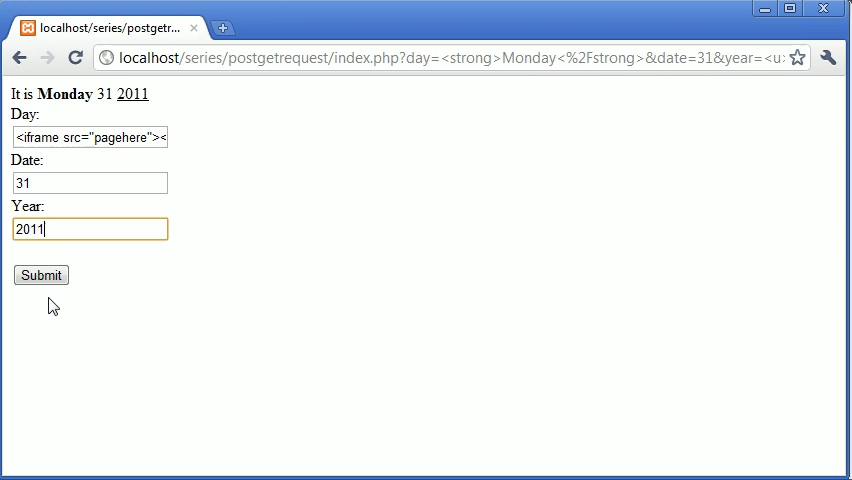 localhost/series/postgetr...
localhost/series/postgetrequest/index.php?day=<strong>Monday<%2Fstrong>&date=31&year=<u>
It is Monday 31 2011
Day:
<iframe src="pagehere"><
Date:
31
Year:
2011
Submit